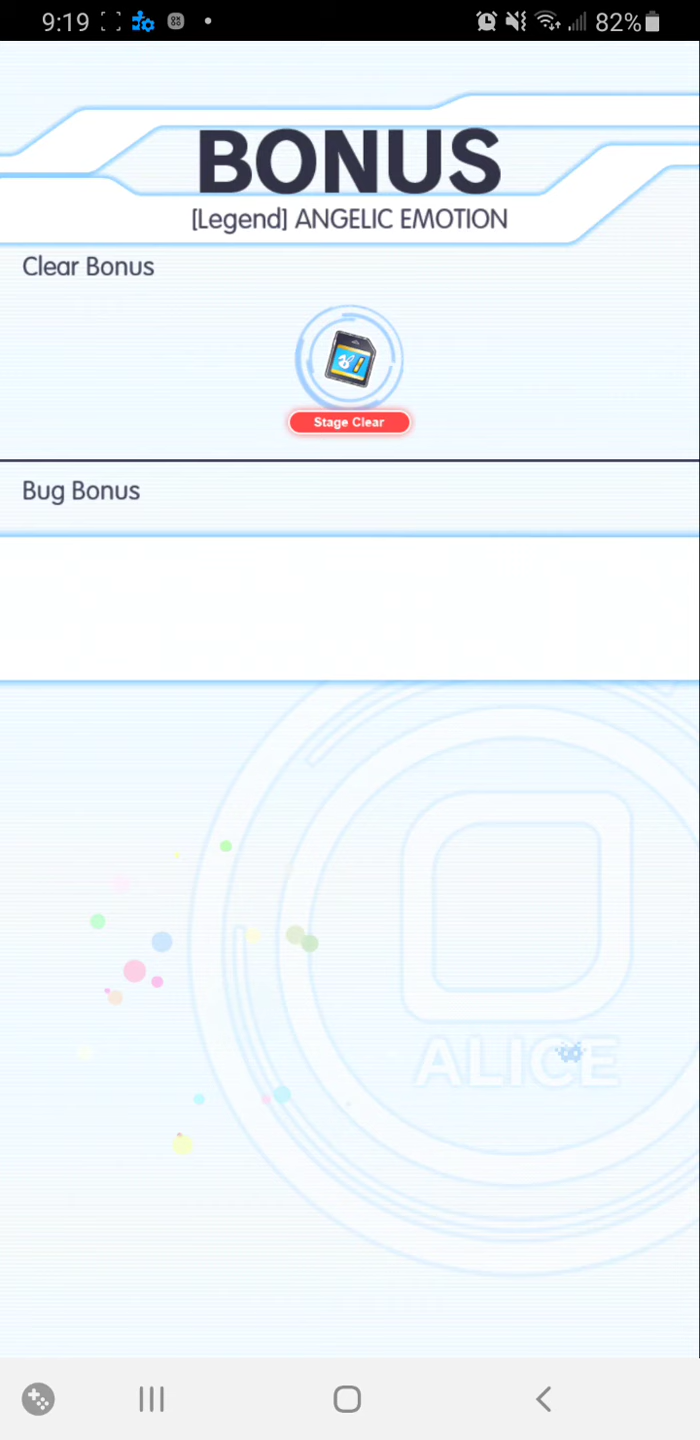 9:19
82%
BONUS
[Legend] ANGELIC EMOTION
Clear Bonus
Stage Clear
Bug Bonus
ALICE